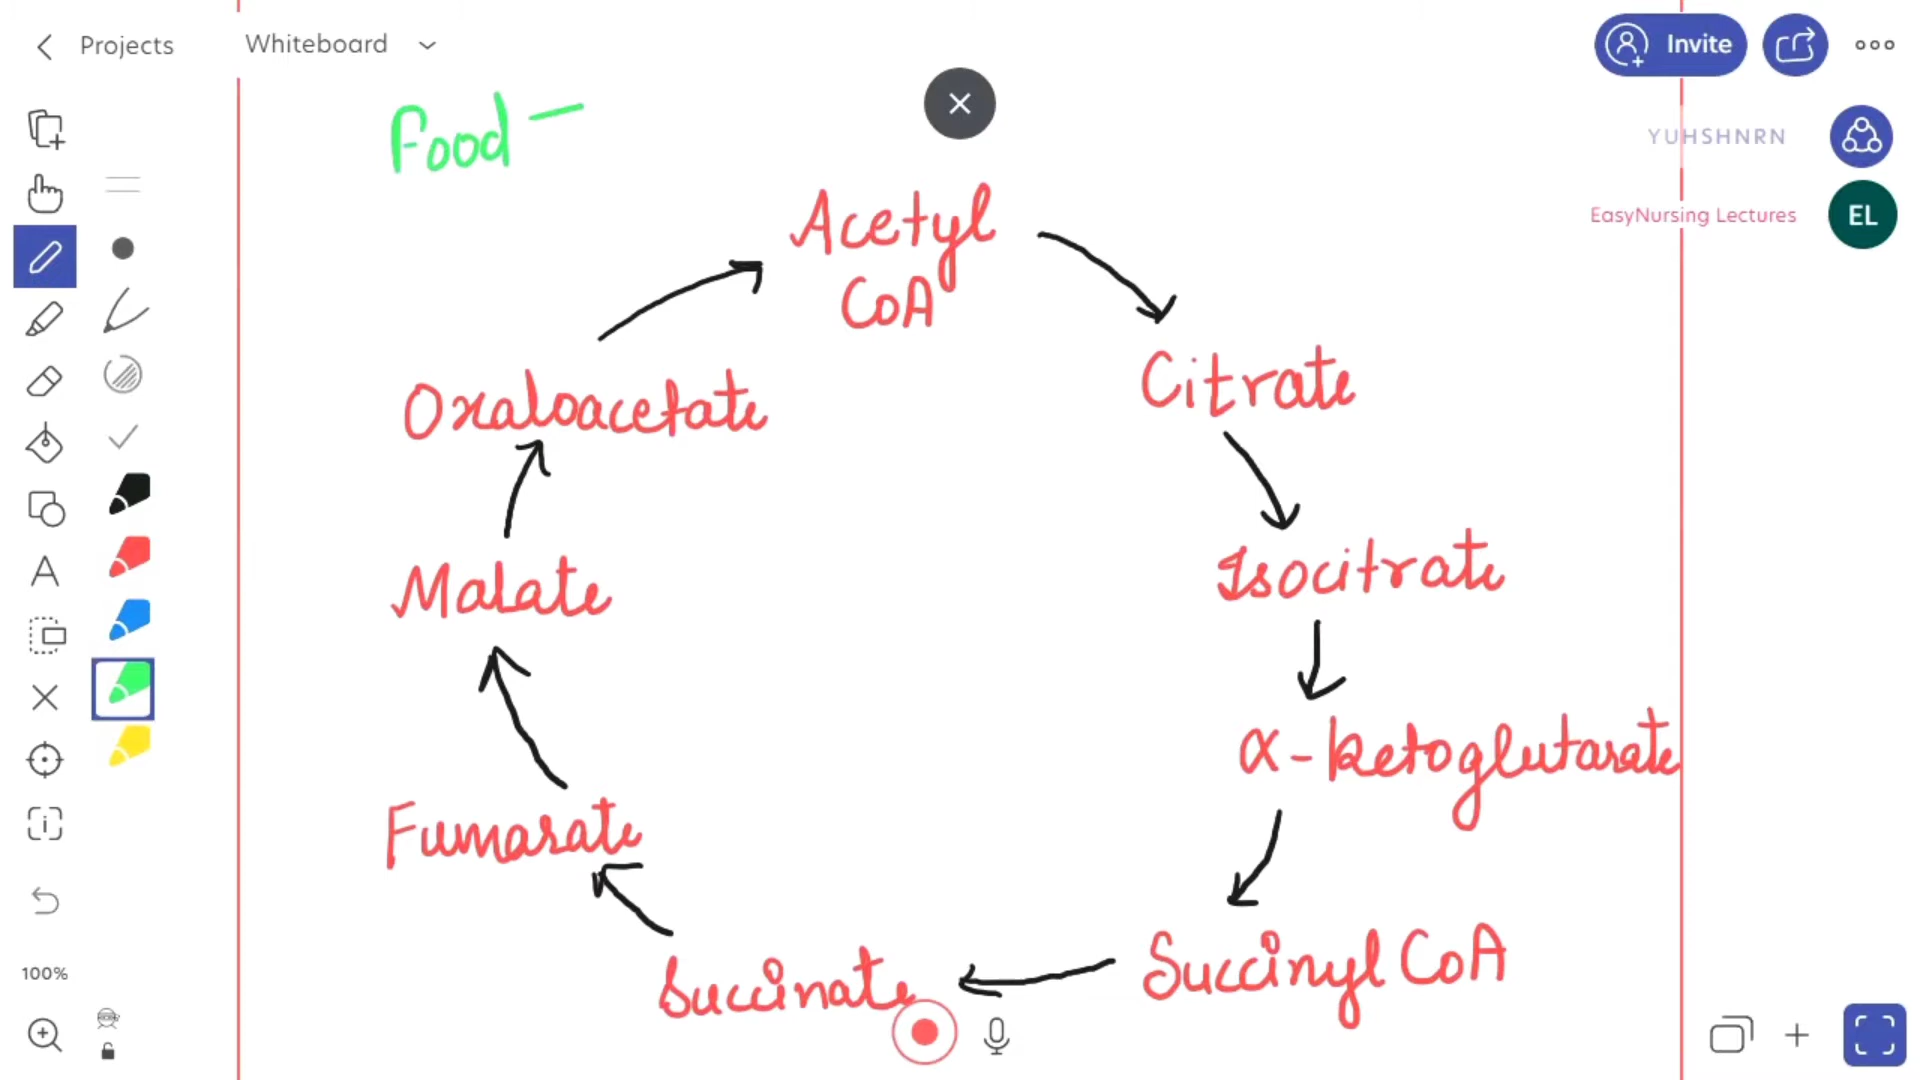 Projects
Whiteboard
Invite
YUHSHNRN
EasyNursing Lectures
EL
Food –
Acetyl
CoA
Oxaloacetate
Citrate
Malate
Isocitrate
α-ketoglutarate
Fumarate
Succinyl CoA
Succinate
A
100%